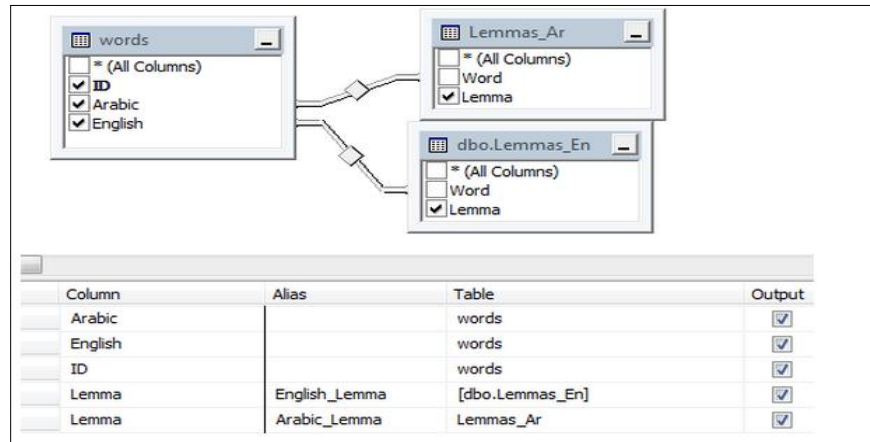 words
* (All Columns)
ID
Arabic
English
Lemmas_Ar
* (All Columns)
Word
Lemma
dbo.Lemmas_En
* (All Columns)
Word
Lemma
Column Alias Table Output
Arabic words
English words
ID words
Lemma English_Lemma [dbo.Lemmas_En]
Lemma Arabic_Lemma Lemmas_Ar